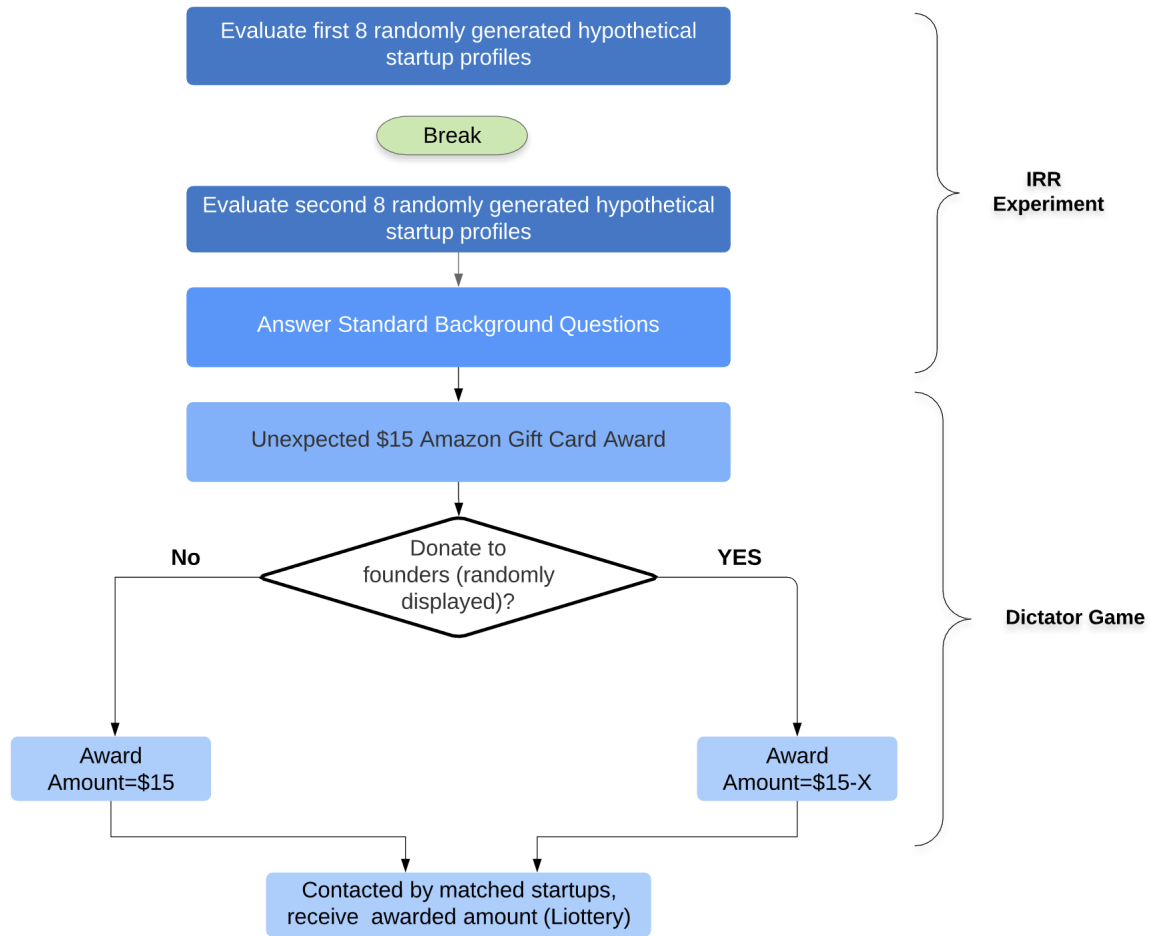 Evaluate first 8 randomly generated hypothetical
startup profiles
Break
Evaluate second 8 randomly generated hypothetical
startup profiles
IRR
Experiment
Answer Standard Background Questions
Unexpected $15 Amazon Gift Card Award
Donate to
founders (randomly
displayed)?
No
YES
Dictator Game
Award
Amount=$15
Award
Amount=$15-X
Contacted by matched startups,
receive awarded amount (Liottery)